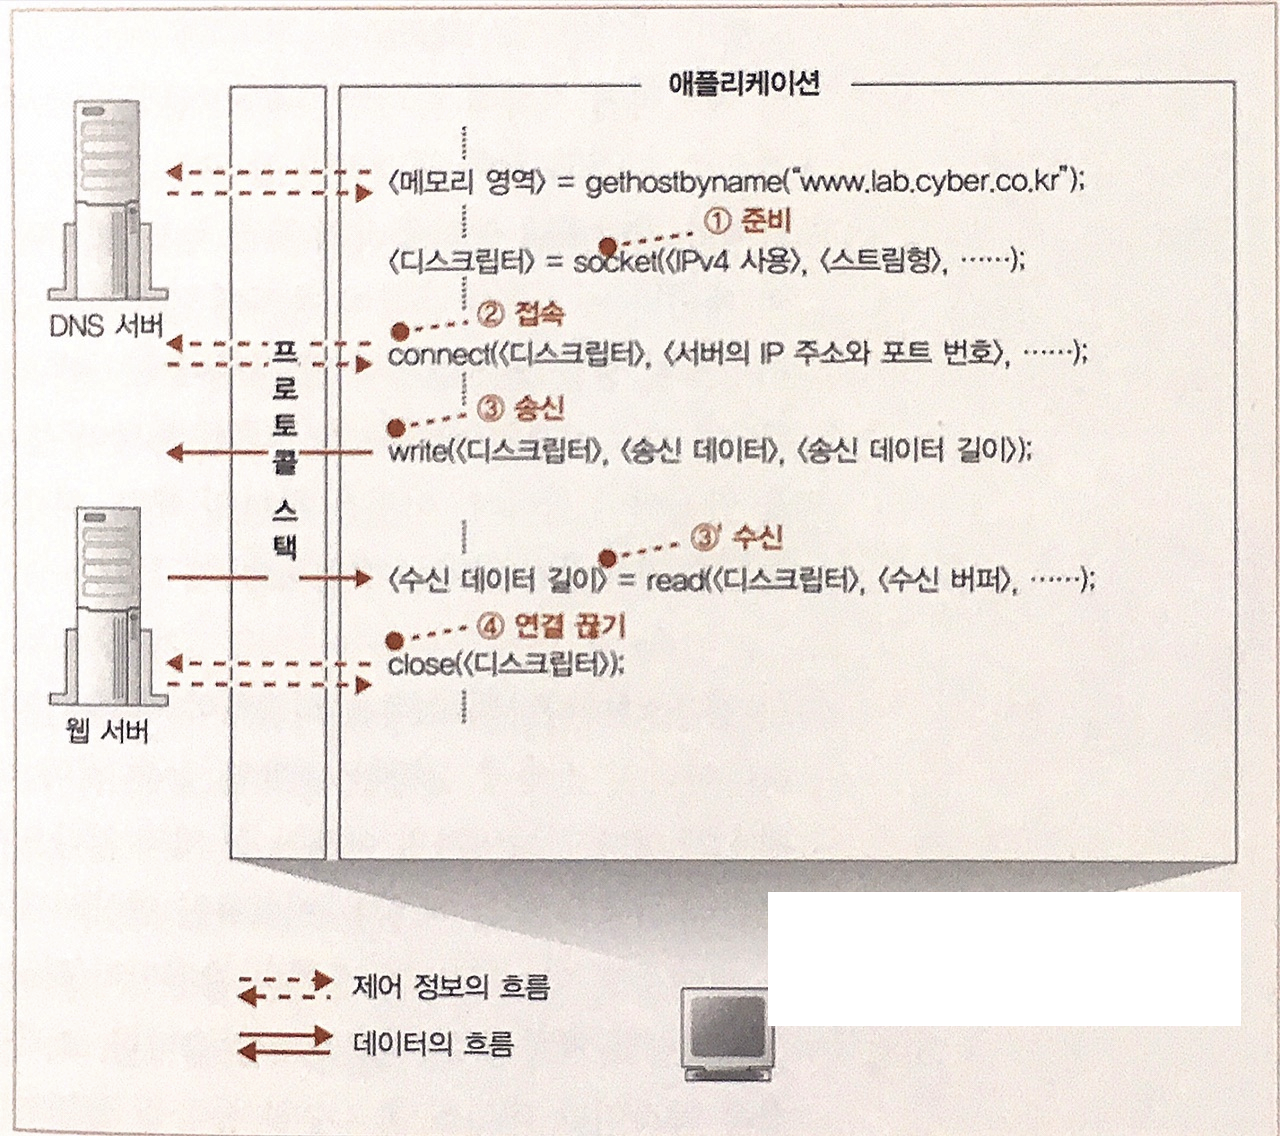 애플리케이션
〈메모리 영역〉 = gethostbyname("www.lab.cyber.co.kr");
① 준비
〈디스크립터〉 = socket(〈IPv4 사용〉, 〈스트림형〉, ……);
DNS 서버
② 접속
connect(〈디스크립터〉, 〈서버의 IP 주소와 포트 번호〉, ……);
③ 송신
write(〈디스크립터〉, 〈송신 데이터〉, 〈송신 데이터 길이〉);
프로토콜 스택
③' 수신
〈수신 데이터 길이〉 = read(〈디스크립터〉, 〈수신 버퍼〉, ……);
④ 연결 끊기
close(〈디스크립터〉);
웹 서버
제어 정보의 흐름
데이터의 흐름